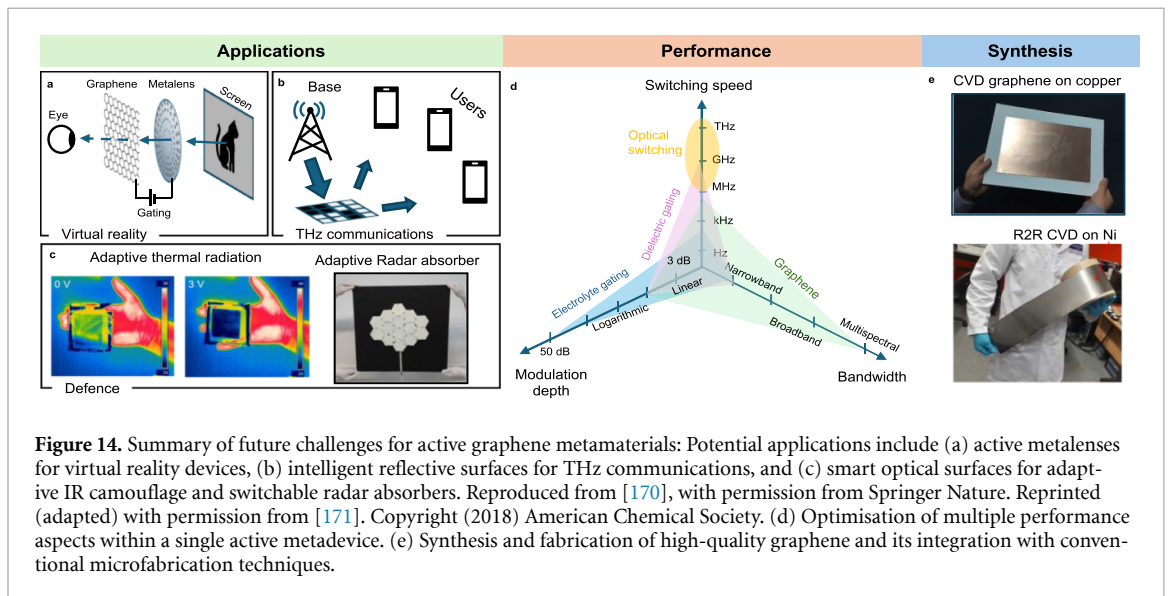 Applications
Performance
Synthesis
a
Graphene
Metalens
Screen
Eye
Gating
Virtual reality
b
Base
Users
THz communications
c
Adaptive thermal radiation
Adaptive Radar absorber
0 V
3 V
Defence
d
Switching speed
THz
GHz
MHz
kHz
Hz
Optical
switching
Dielectric gating
Electrolyte gating
Graphene
3 dB
Linear
Logarithmic
50 dB
Modulation
depth
Narrowband
Broadband
Multispectral
Bandwidth
e
CVD graphene on copper
R2R CVD on Ni
Figure 14. Summary of future challenges for active graphene metamaterials: Potential applications include (a) active metalenses
for virtual reality devices, (b) intelligent reflective surfaces for THz communications, and (c) smart optical surfaces for adapt-
ive IR camouflage and switchable radar absorbers. Reproduced from [170], with permission from Springer Nature. Reprinted
(adapted) with permission from [171]. Copyright (2018) American Chemical Society. (d) Optimisation of multiple performance
aspects within a single active metadevice. (e) Synthesis and fabrication of high-quality graphene and its integration with conven-
tional microfabrication techniques.